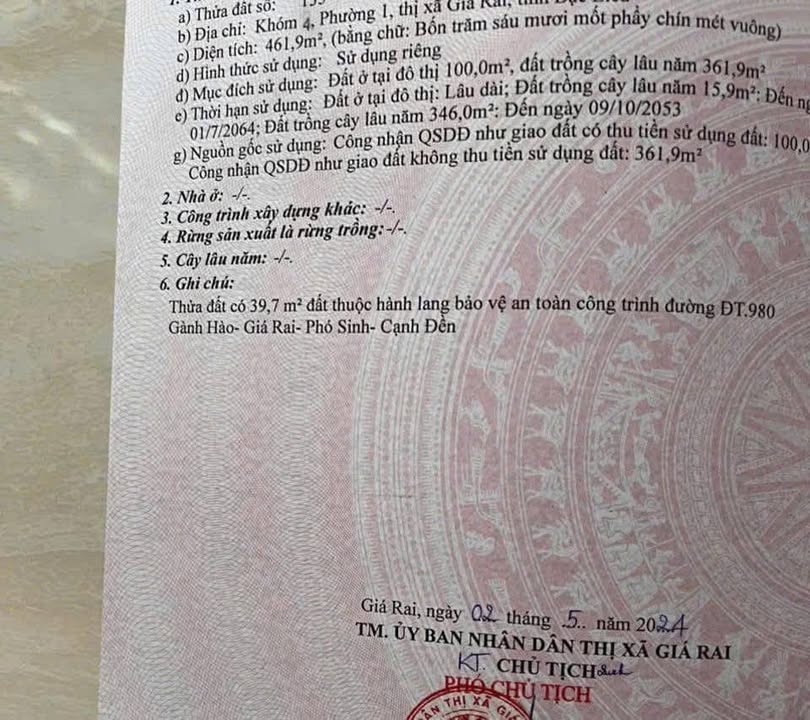 a) Thửa đất số:
b) Địa chỉ: Khóm 4, Phường 1, thị xã Giá Rai,
c) Diện tích: 461,9m², (bằng chữ: Bốn trăm sáu mươi mốt phẩy chín mét vuông)
d) Hình thức sử dụng: Sử dụng riêng
đ) Mục đích sử dụng: Đất ở tại đô thị 100,0m², đất trồng cây lâu năm 361,9m²
e) Thời hạn sử dụng: Đất ở tại đô thị: Lâu dài; Đất trồng cây lâu năm 15,9m²: Đến ng
01/7/2064; Đất trồng cây lâu năm 346,0m²: Đến ngày 09/10/2053
g) Nguồn gốc sử dụng: Công nhận QSDĐ như giao đất có thu tiền sử dụng đất: 100,0
Công nhận QSDĐ như giao đất không thu tiền sử dụng đất: 361,9m²
2. Nhà ở: -/-.
3. Công trình xây dựng khác: -/-.
4. Rừng sản xuất là rừng trồng: -/-.
5. Cây lâu năm: -/-.
6. Ghi chú:
Thửa đất có 39,7 m² đất thuộc hành lang bảo vệ an toàn công trình đường ĐT.980
Gành Hào- Giá Rai- Phó Sinh- Cạnh Đền
Giá Rai, ngày 02 tháng .5.. năm 2024
TM. ỦY BAN NHÂN DÂN THỊ XÃ GIÁ RAI
KT. CHỦ TỊCH
PHÓ CHỦ TỊCH
DÂN THỊ XÃ GIÁ